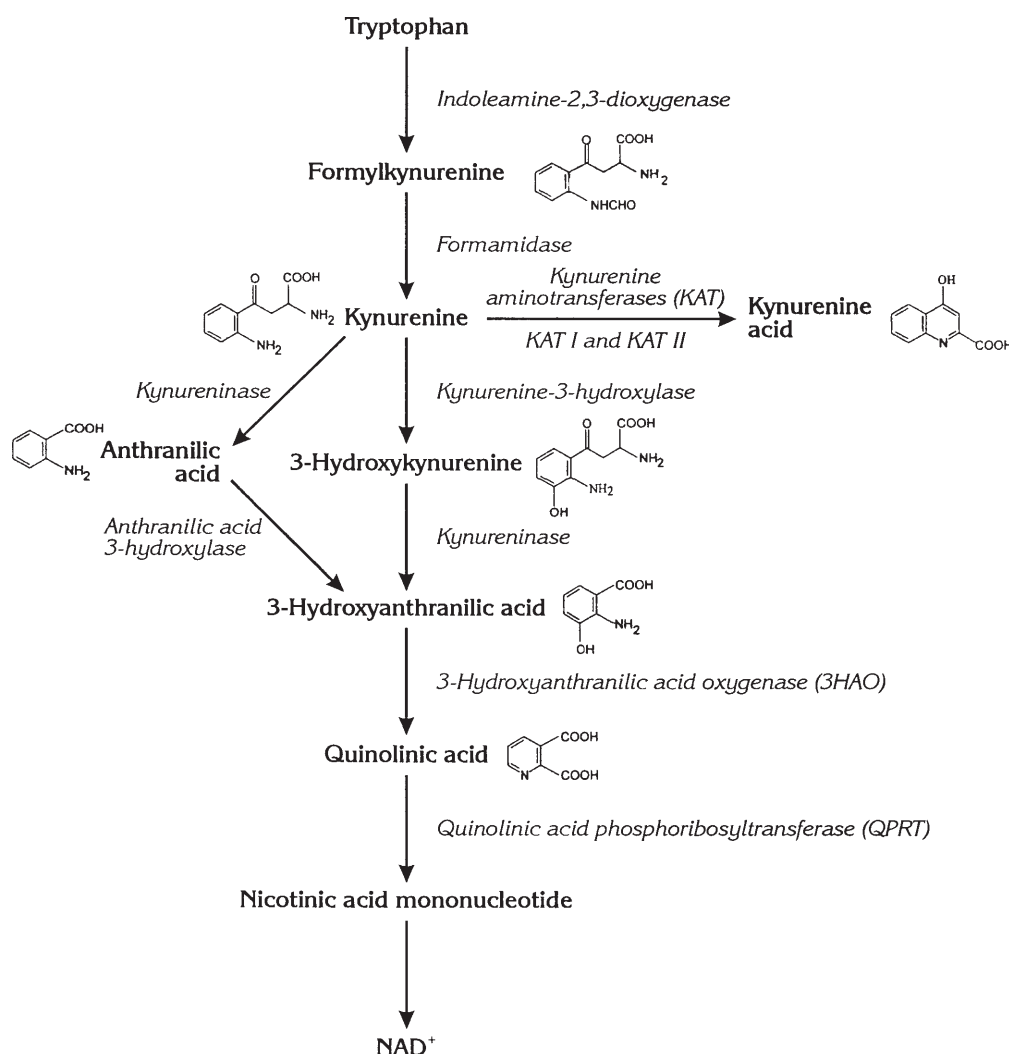 Tryptophan
Indoleamine-2,3-dioxygenase
Formylkynurenine
O
COOH
NH2
NHCHO
Formamidase
O
COOH
NH2
NH2
Kynurenine
Kynurenine
aminotransferases (KAT)
KAT I and KAT II
Kynurenine
acid
OH
N
COOH
Kynureninase
Kynurenine-3-hydroxylase
COOH
NH2
Anthranilic
acid
3-Hydroxykynurenine
O
COOH
NH2
NH2
OH
Anthranilic acid
3-hydroxylase
Kynureninase
3-Hydroxyanthranilic acid
COOH
NH2
OH
3-Hydroxyanthranilic acid oxygenase (3HAO)
Quinolinic acid
COOH
N
COOH
Quinolinic acid phosphoribosyltransferase (QPRT)
Nicotinic acid mononucleotide
NAD+